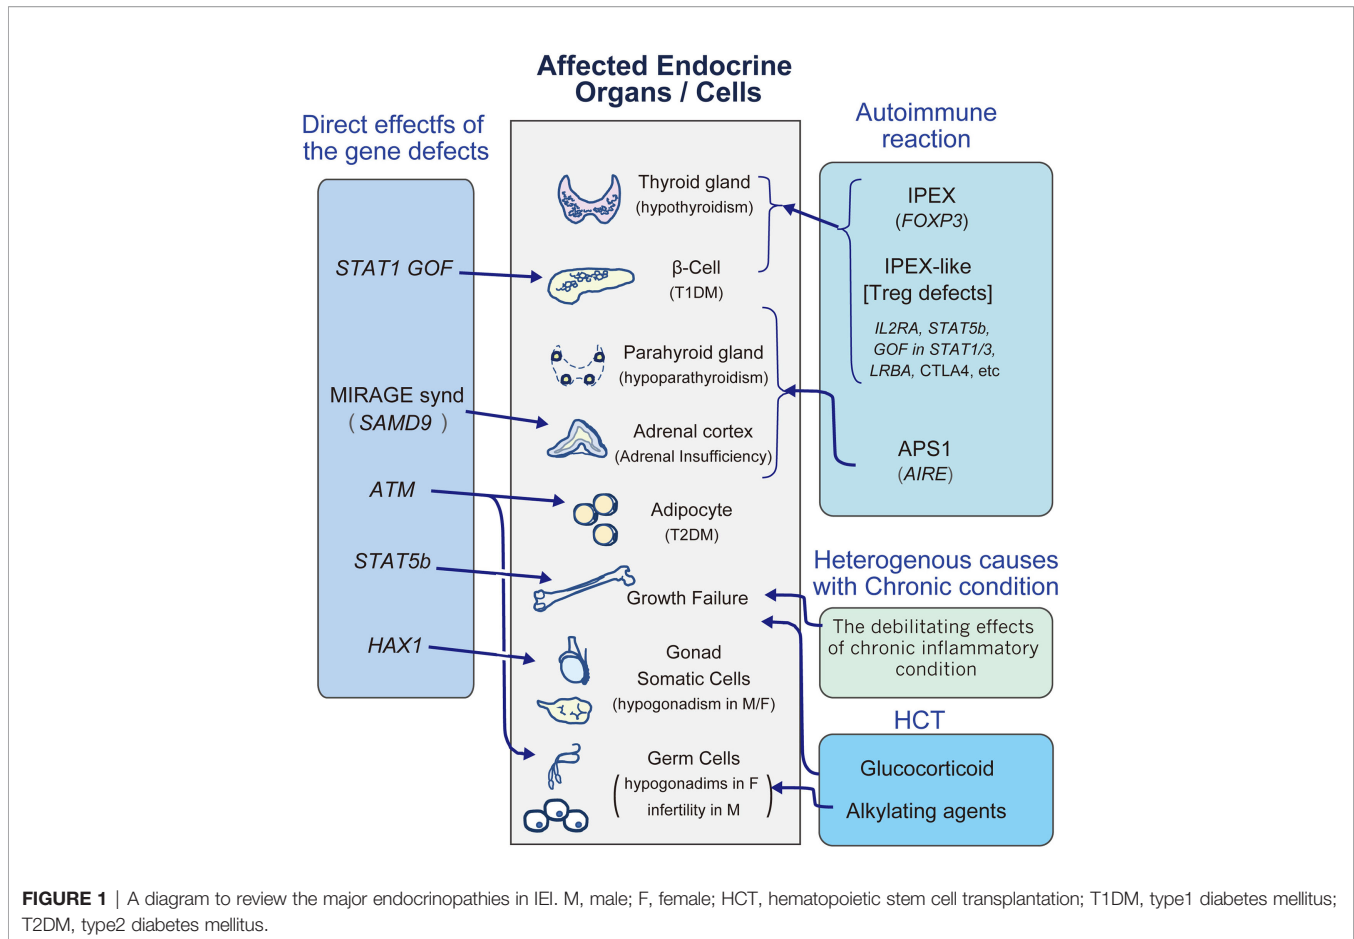 Affected Endocrine
Organs / Cells
Direct effectfs of
the gene defects
STAT1 GOF
MIRAGE synd
(SAMD9 )
ATM
STAT5b
HAX1
Thyroid gland
(hypothyroidism)
β-Cell
(T1DM)
Parahyroid gland
(hypoparathyroidism)
Adrenal cortex
(Adrenal Insufficiency)
Adipocyte
(T2DM)
Growth Failure
Gonad
Somatic Cells
(hypogonadism in M/F)
Germ Cells
(hypogonadims in F
infertility in M)
Autoimmune
reaction
IPEX
(FOXP3)
IPEX-like
[Treg defects]
IL2RA, STAT5b,
GOF in STAT1/3,
LRBA, CTLA4, etc
APS1
(AIRE)
Heterogenous causes
with Chronic condition
The debilitating effects
of chronic inflammatory
condition
HCT
Glucocorticoid
Alkylating agents
FIGURE 1 | A diagram to review the major endocrinopathies in IEI. M, male; F, female; HCT, hematopoietic stem cell transplantation; T1DM, type1 diabetes mellitus;
T2DM, type2 diabetes mellitus.